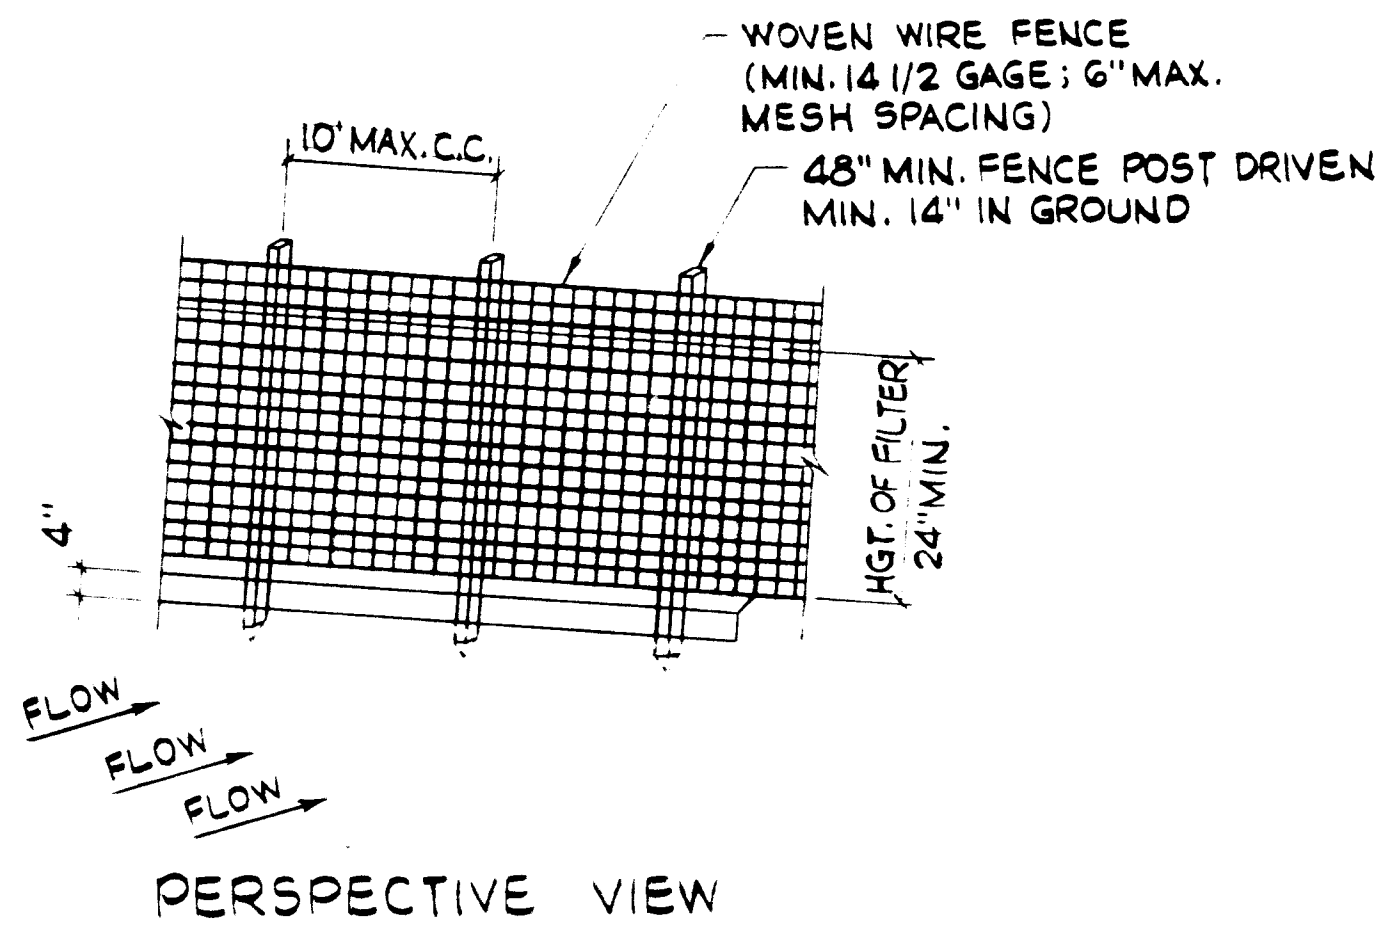 WOVEN WIRE FENCE
(MIN. 14 1/2 GAGE; 6" MAX.
MESH SPACING)
10' MAX. C.C.
48" MIN. FENCE POST DRIVEN
MIN. 14" IN GROUND
HGT. OF FILTER
24" MIN.
4"
FLOW
FLOW
FLOW
PERSPECTIVE VIEW